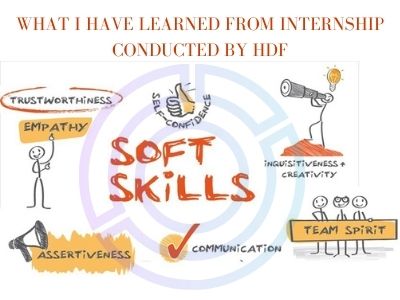 WHAT I HAVE LEARNED FROM INTERNSHIP
CONDUCTED BY HDF
TRUSTWORTHINESS
EMPATHY
SELF-CONFIDENCE
SOFT
SKILLS
INQUISITIVENESS +
CREATIVITY
ASSERTIVENESS
COMMUNICATION
TEAM SPIRIT